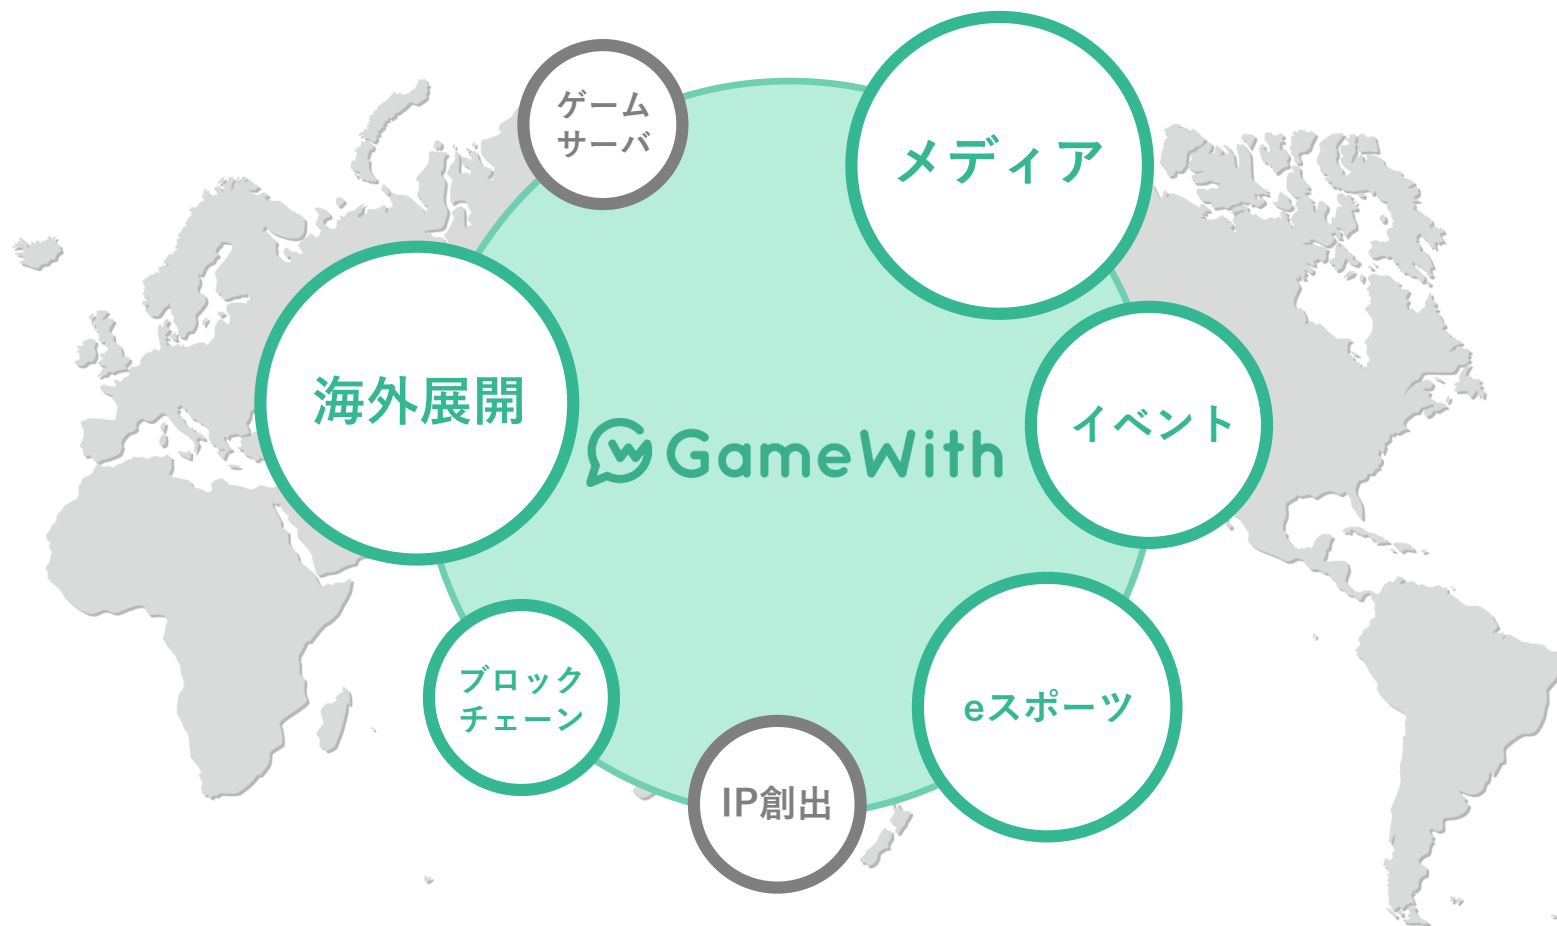 ゲーム
サーバ
メディア
海外展開
イベント
GameWith
ブロック
チェーン
eスポーツ
IP創出